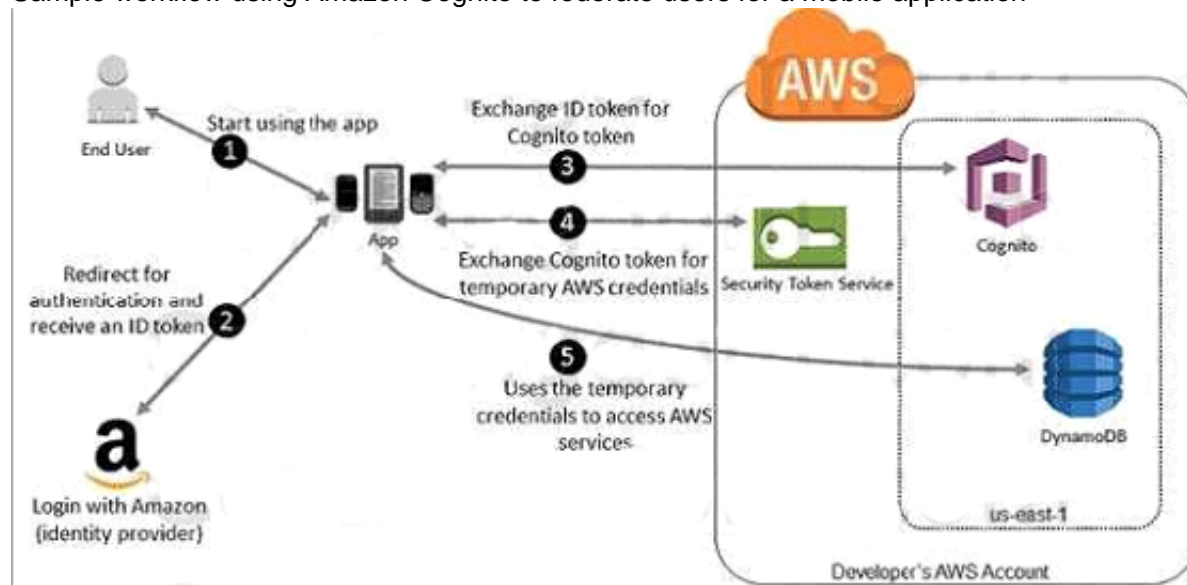 Sample workflow using Amazon Cognito to federate users for a mobile application
AWS
End User
Start using the app
1
Exchange ID token for
Cognito token
3
App
4
Exchange Cognito token for
temporary AWS credentials
Security Token Service
Cognito
Redirect for
authentication and
receive an ID token
2
5
Uses the temporary
credentials to access AWS
services
DynamoDB
a
Login with Amazon
(identity provider)
us-east-1
Developer's AWS Account